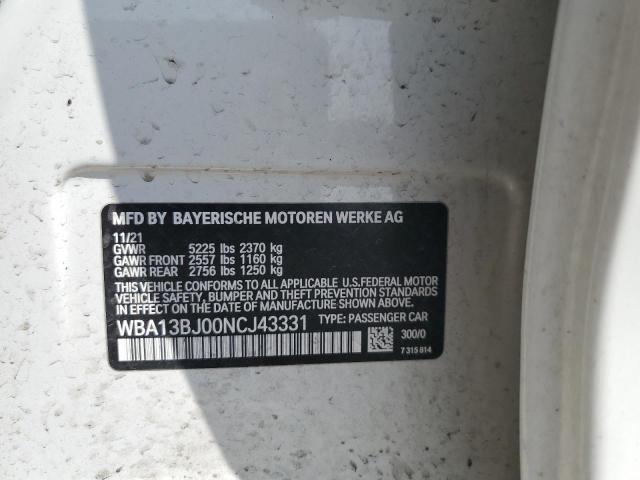 MFD BY BAYERISCHE MOTOREN WERKE AG
11/21
GVWR 5225 lbs 2370 kg
GAWR FRONT 2557 lbs 1160 kg
GAWR REAR 2756 lbs 1250 kg
THIS VEHICLE CONFORMS TO ALL APPLICABLE U.S.FEDERAL MOTOR
VEHICLE SAFETY, BUMPER AND THEFT PREVENTION STANDARDS
IN EFFECT ON THE DATE OF MANUFACTURE SHOWN ABOVE.
WBA13BJ00NCJ43331 TYPE: PASSENGER CAR
300/0
7 315 814